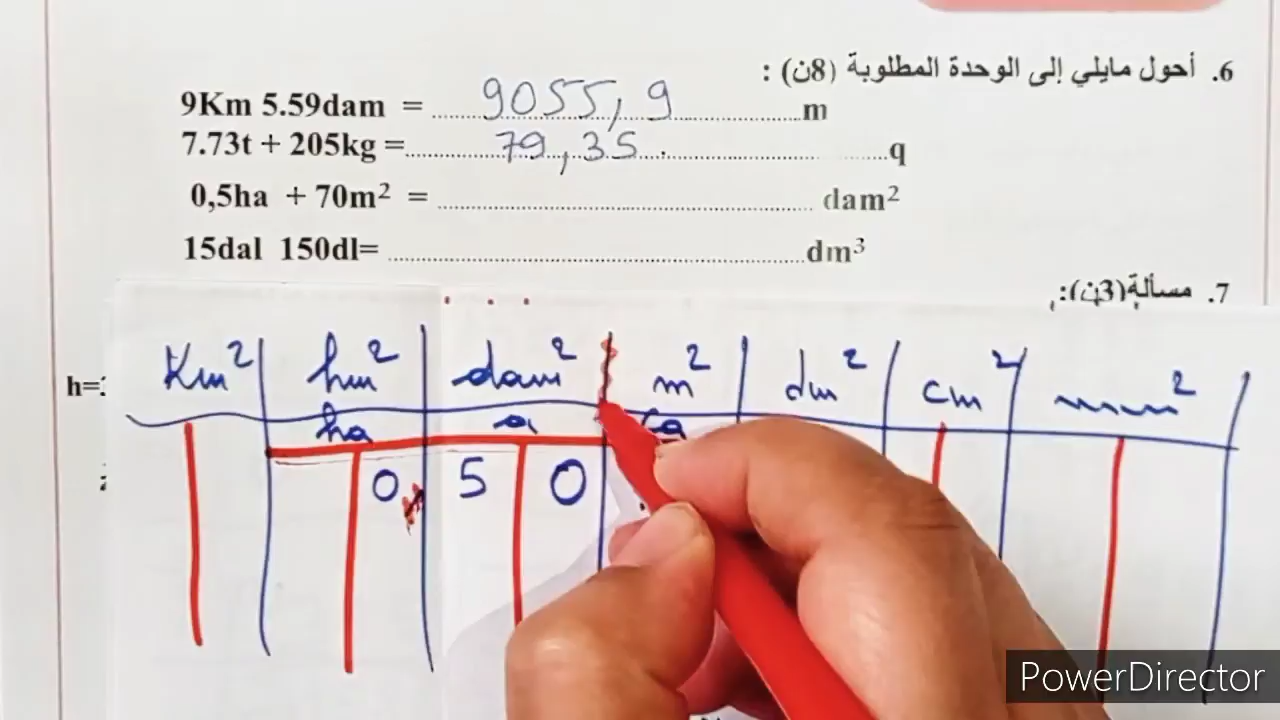 6. أحول مايلي إلى الوحدة المطلوبة (8ن) :
9Km 5.59dam = 9055,9 m
7.73t + 205kg = 79,35 q
0,5ha + 70m² = dam²
15dal 150dl= dm³
7. مسألة(3ن):
h=
Km² hm² dam² m² dm² cm² mm²
ha a ca
0, 5 0
PowerDirector